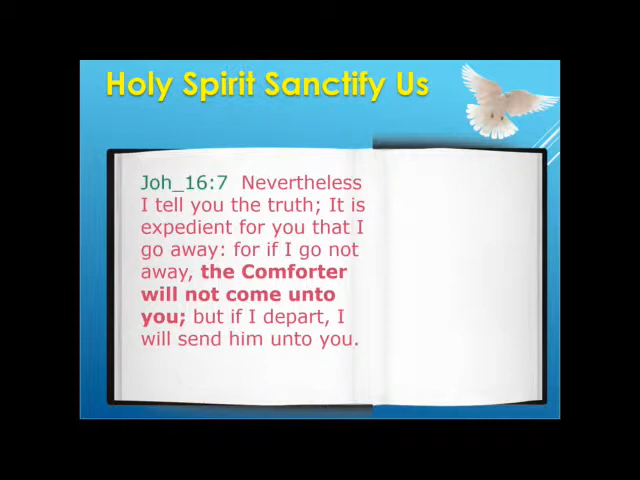 Holy Spirit Sanctify Us
Joh_16:7 Nevertheless
I tell you the truth; It is
expedient for you that I
go away: for if I go not
away, the Comforter
will not come unto
you; but if I depart, I
will send him unto you.